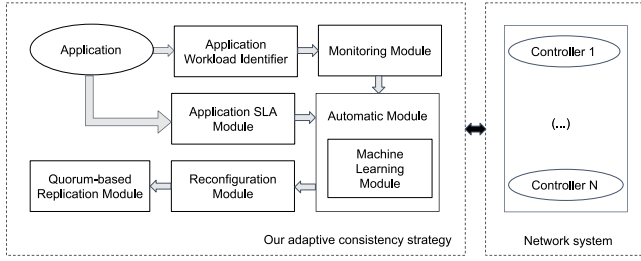 Application
Application
Workload Identifier
Monitoring Module
Controller 1
Application SLA
Module
Automatic Module
(...)
Machine
Learning
Module
Quorum-based
Replication Module
Reconfiguration
Module
Controller N
Our adaptive consistency strategy
Network system